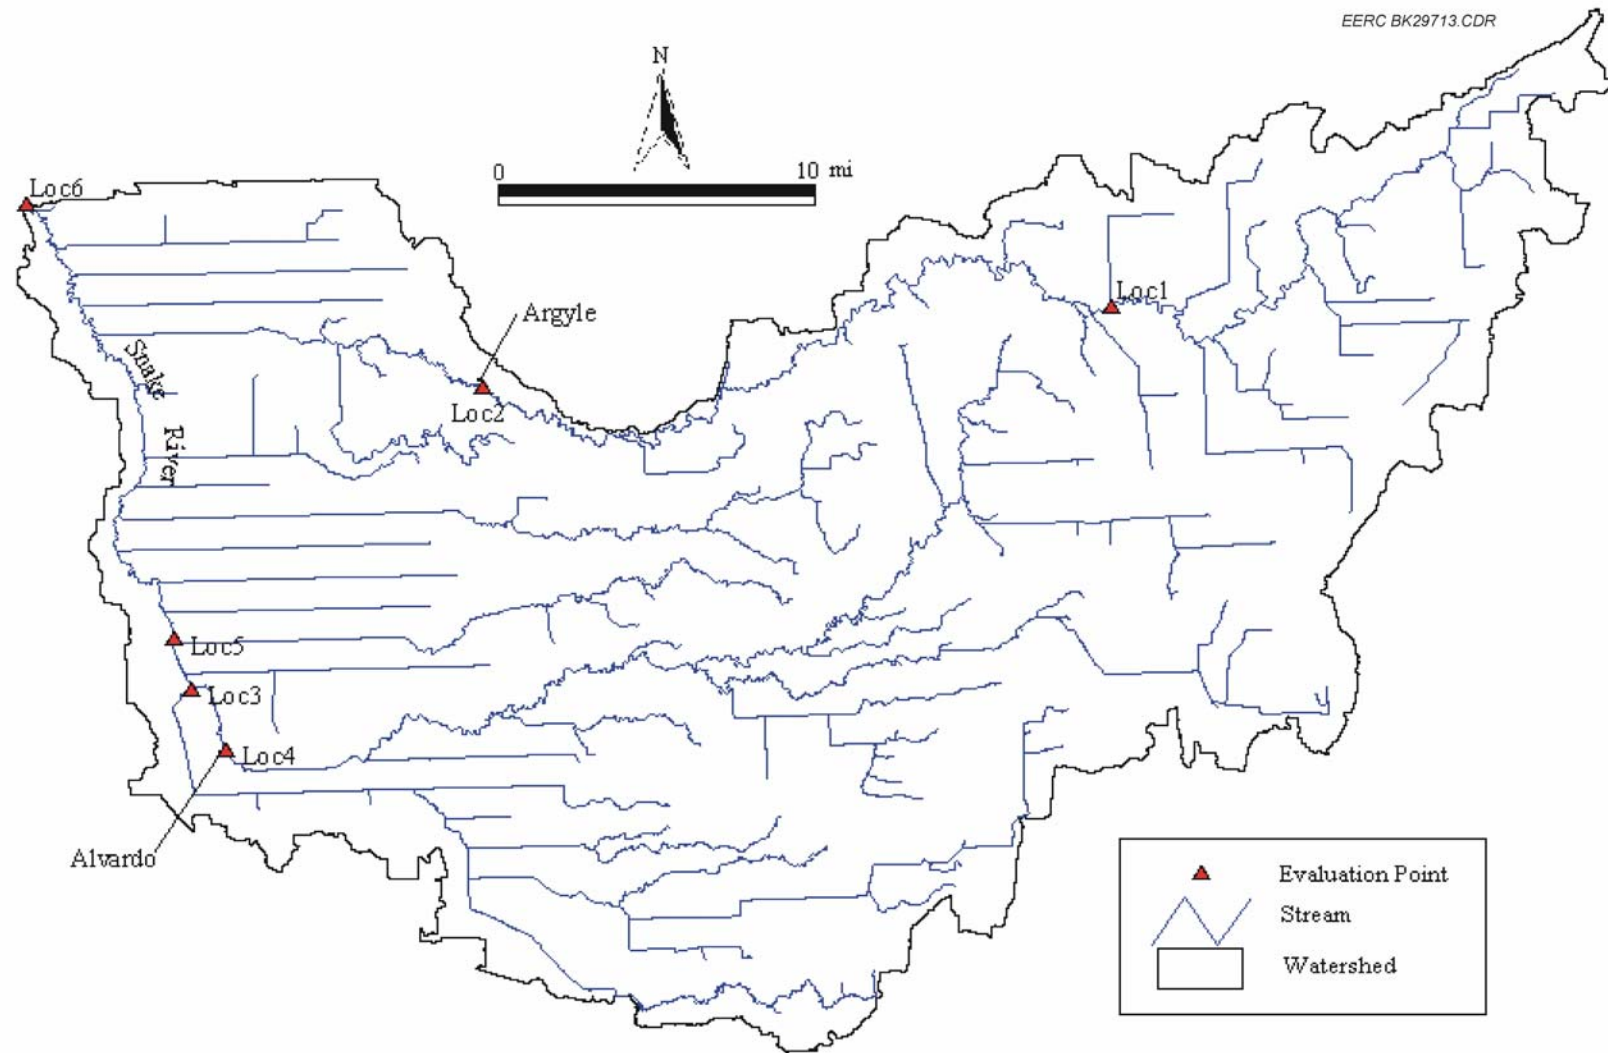 EERC BK29713.CDR
N
0 10 mi
Loc6
Loc1
Argyle
Snake
Loc2
River
Loc5
Loc3
Loc4
Alvardo
Evaluation Point
Stream
Watershed